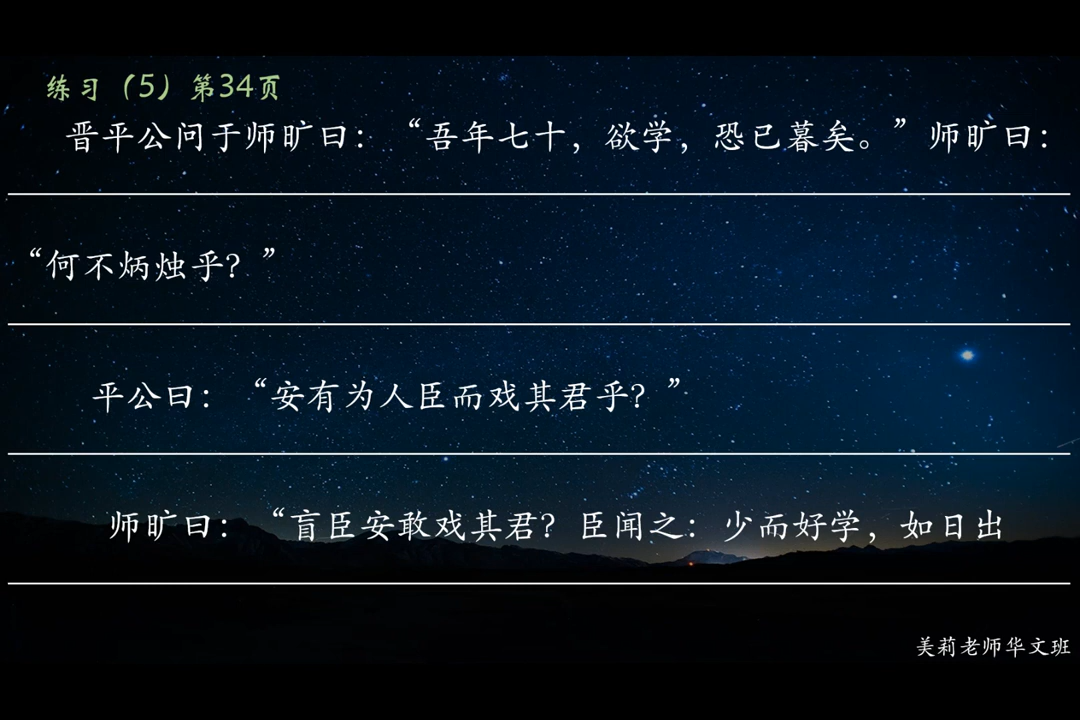 练习（5）第34页
晋平公问于师旷曰：“吾年七十，欲学，恐已暮矣。”师旷曰：
“何不炳烛乎？”
平公曰：“安有为人臣而戏其君乎？”
师旷曰：“盲臣安敢戏其君？臣闻之：少而好学，如日出
美莉老师华文班